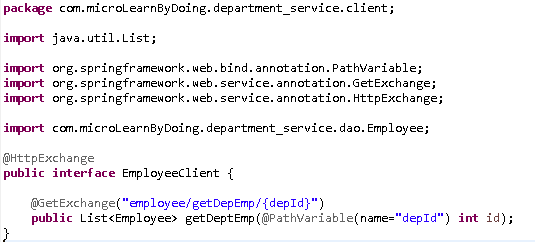 package com.microLearnByDoing.department_service.client;
import java.util.List;
import org.springframework.web.bind.annotation.PathVariable;
import org.springframework.web.service.annotation.GetExchange;
import org.springframework.web.service.annotation.HttpExchange;
import com.microLearnByDoing.department_service.dao.Employee;
@HttpExchange
public interface EmployeeClient {
@GetExchange("employee/getDepEmp/{depId}")
public List<Employee> getDeptEmp(@PathVariable(name="depId") int id);
}